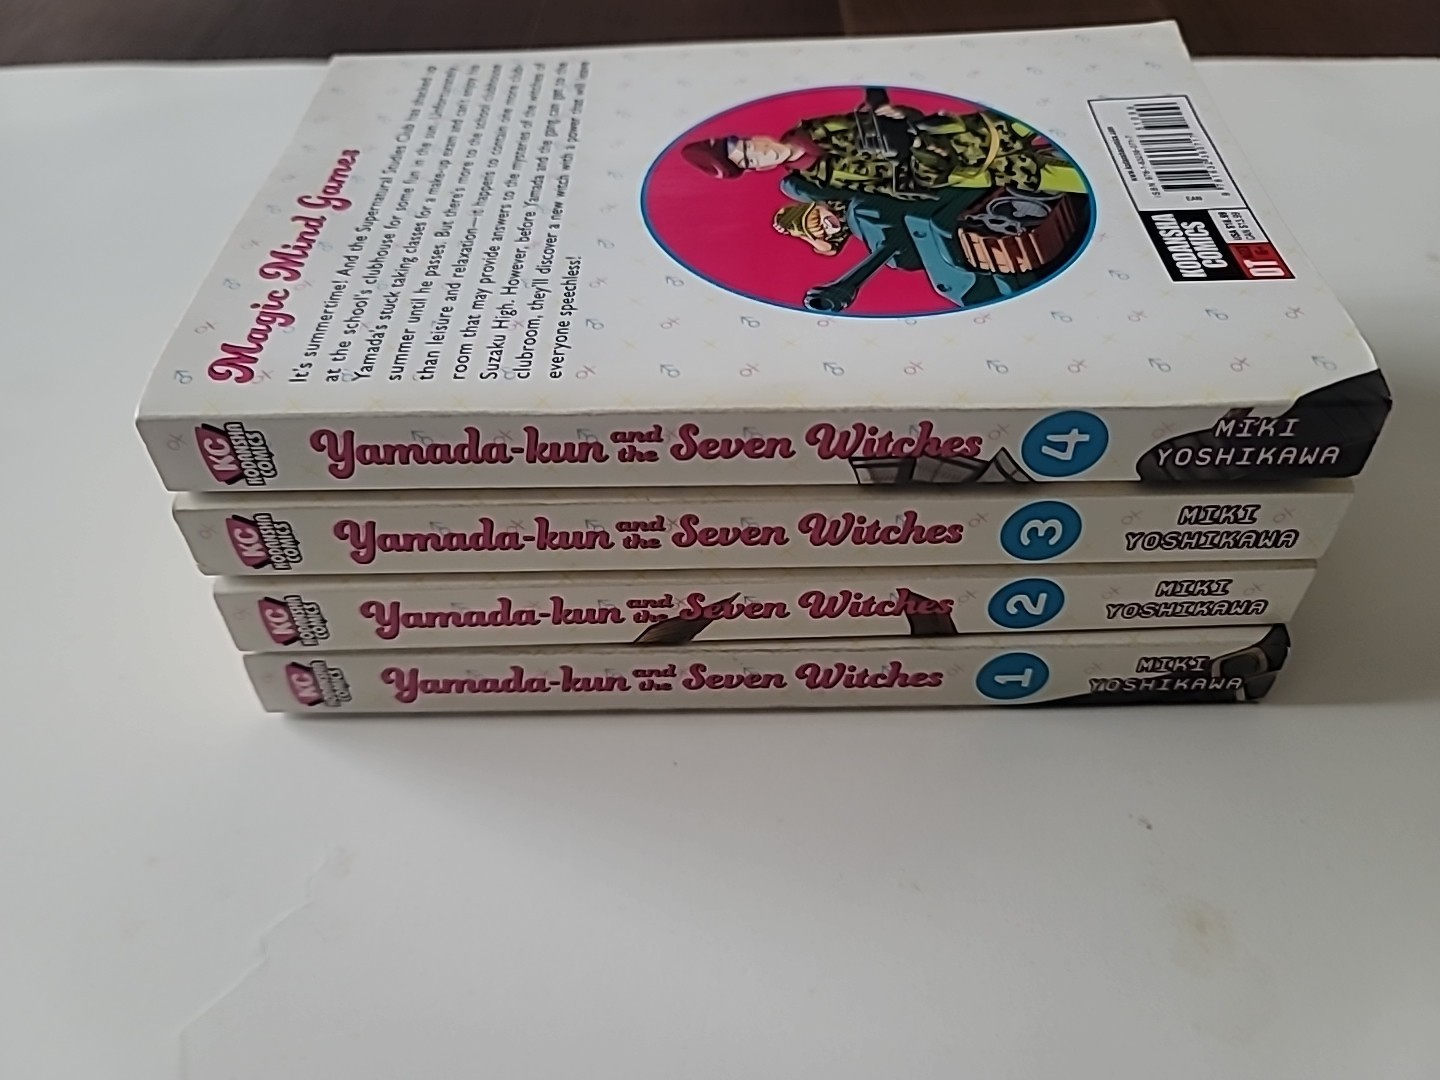 Magic Mind Games
It's summertime! And the Supernatural Studies Club has shacked up
at the school's clubhouse for some fun in the sun. Unfortunately,
Yamada's stuck taking classes for a make-up exam and can't enjoy his
summer until he passes. But there's more to the school clubhouse
than leisure and relaxation—it happens to contain one more club-
room that may provide answers to the mysteries of the witches of
Suzaku High. However, before Yamada and the gang can get to the
clubroom, they'll discover a new witch with a power that will leave
everyone speechless!
KODANSHA
COMICS
OT
KC
KODANSHA
COMICS
Yamada-kun and the Seven Witches
4
MIKI
YOSHIKAWA
KC
KODANSHA
COMICS
Yamada-kun and the Seven Witches
3
MIKI
YOSHIKAWA
KC
KODANSHA
COMICS
Yamada-kun and the Seven Witches
2
MIKI
YOSHIKAWA
KC
KODANSHA
COMICS
Yamada-kun and the Seven Witches
1
MIKI
YOSHIKAWA